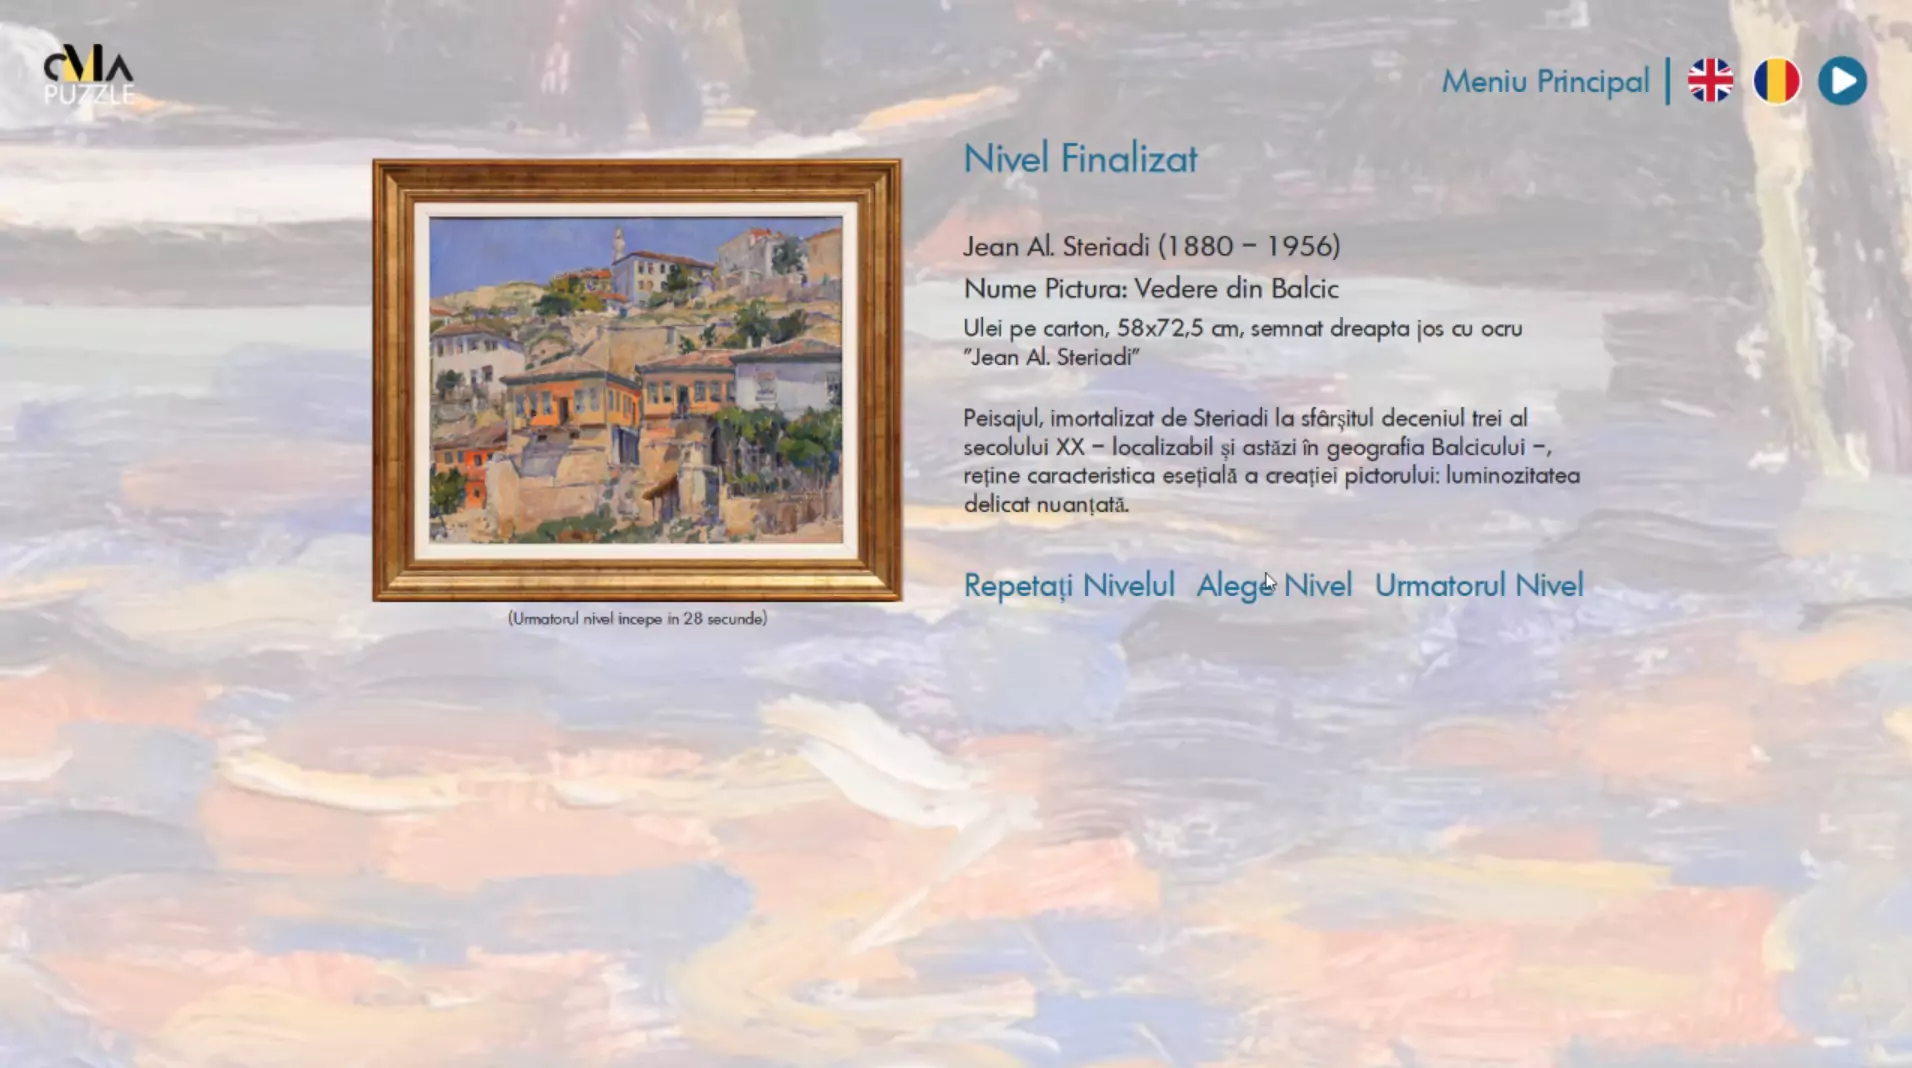 CMA
PUZZLE
Meniu Principal
Nivel Finalizat
Jean Al. Steriadi (1880 – 1956)
Nume Pictura: Vedere din Balcic
Ulei pe carton, 58x72,5 cm, semnat dreapta jos cu ocru
"Jean Al. Steriadi"
Peisajul, imortalizat de Steriadi la sfârșitul deceniul trei al
secolului XX – localizabil și astăzi în geografia Balcicului –,
reține caracteristica esețială a creației pictorului: luminozitatea
delicat nuanțată.
Repetați Nivelul Alege Nivel Urmatorul Nivel
(Urmatorul nivel incepe in 28 secunde)